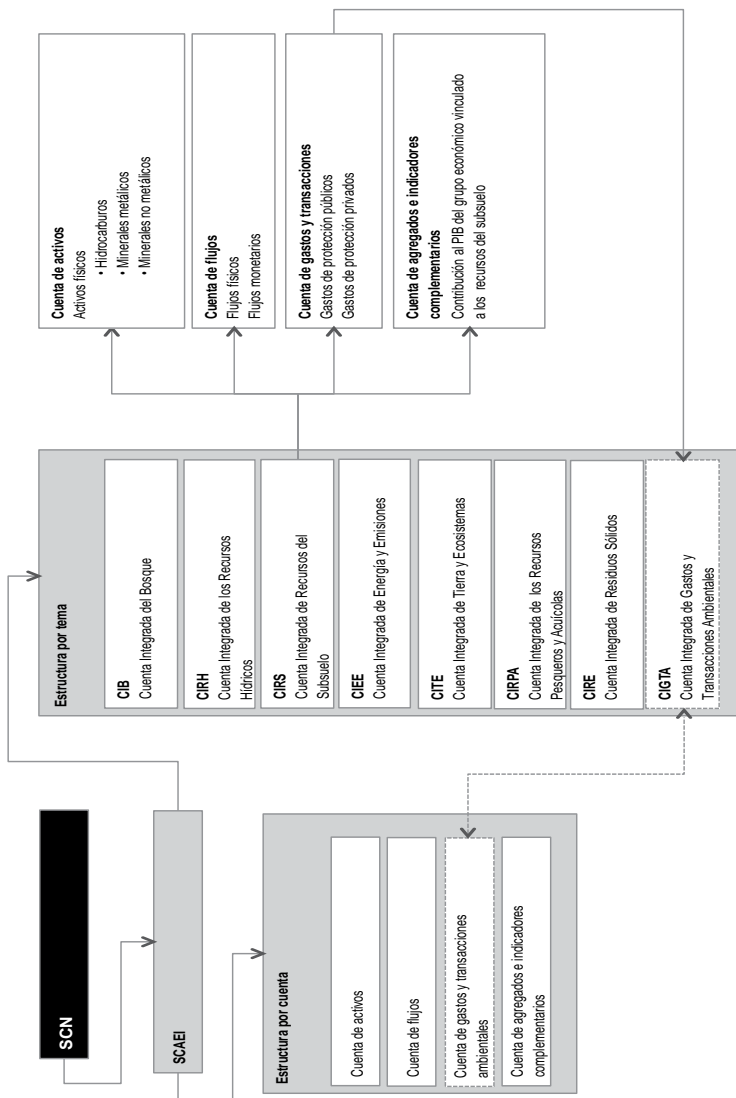 SCN
SCAEI
Estructura por cuenta
Cuenta de activos
Cuenta de flujos
Cuenta de gastos y transacciones
ambientales
Cuenta de agregados e indicadores
complementarios
Estructura por tema
CIB
Cuenta Integrada del Bosque
CIRH
Cuenta Integrada de los Recursos
Hídricos
CIRS
Cuenta Integrada de Recursos del
Subsuelo
CIEE
Cuenta Integrada de Energía y Emisiones
CITE
Cuenta Integrada de Tierra y Ecosistemas
CIRPA
Cuenta Integrada de los Recursos
Pesqueros y Acuícolas
CIRE
Cuenta Integrada de Residuos Sólidos
CIGTA
Cuenta Integrada de Gastos y
Transacciones Ambientales
Cuenta de activos
Activos físicos
• Hidrocarburos
• Minerales metálicos
• Minerales no metálicos
Cuenta de flujos
Flujos físicos
Flujos monetarios
Cuenta de gastos y transacciones
Gastos de protección públicos
Gastos de protección privados
Cuenta de agregados e indicadores
complementarios
Contribución al PIB del grupo económico vinculado
a los recursos del subsuelo